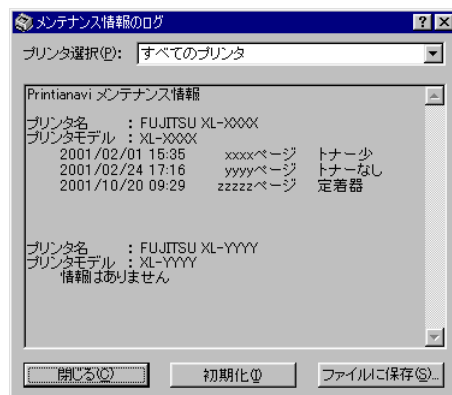 メンテナンス情報のログ
プリンタ選択(P): すべてのプリンタ
Printianavi メンテナンス情報
プリンタ名 : FUJITSU XL-XXXX
プリンタモデル : XL-XXXX
2001/02/01 15:35 xxxxページ トナー少
2001/02/24 17:16 yyyyページ トナーなし
2001/10/20 09:29 zzzzzページ 定着器
プリンタ名 : FUJITSU XL-YYYY
プリンタモデル : XL-YYYY
情報はありません
閉じる(C) 初期化(I) ファイルに保存(S)...